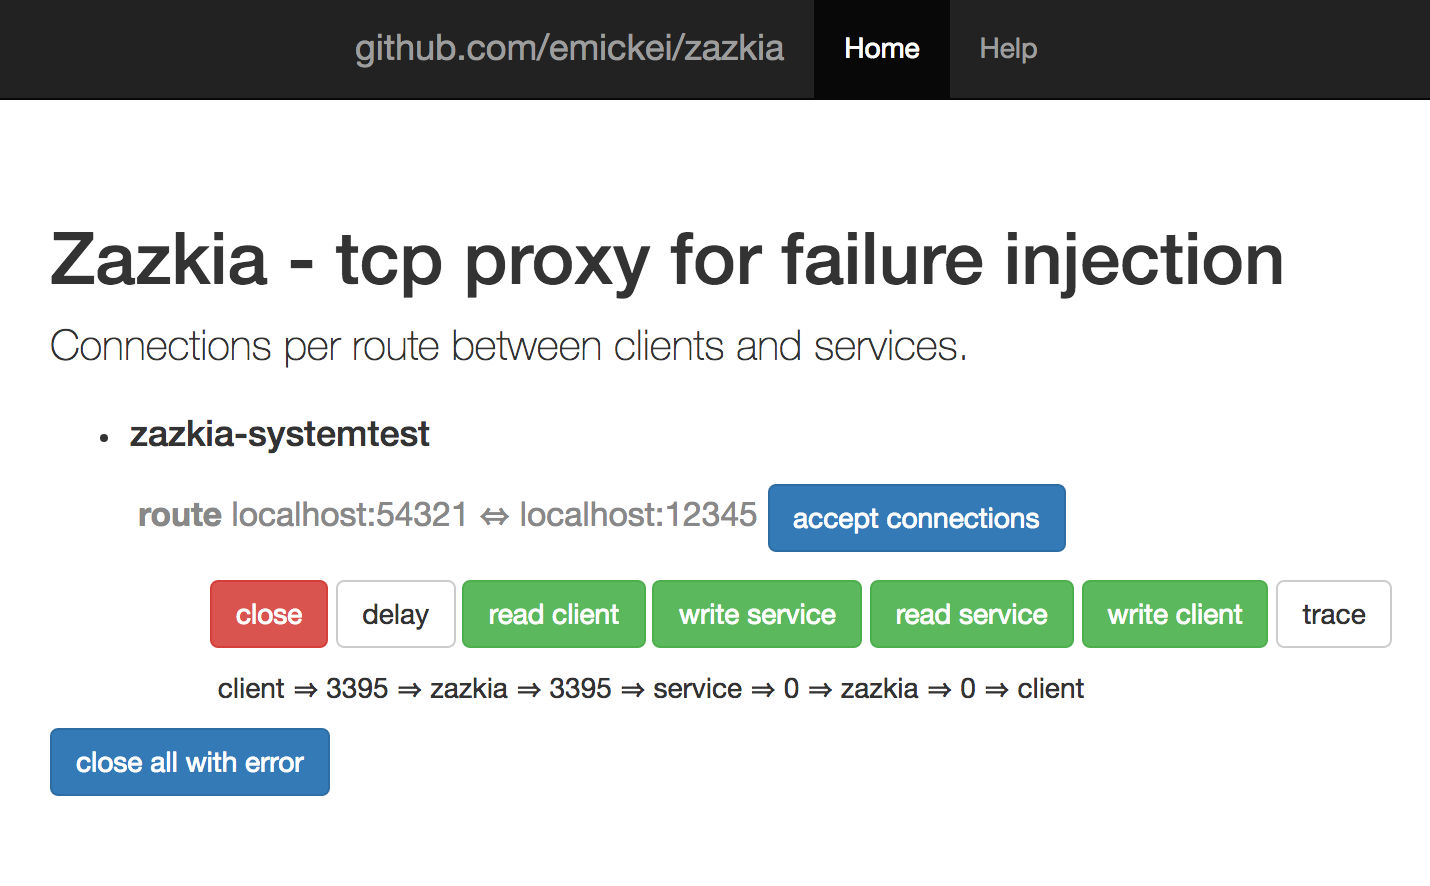 github.com/emickei/zazkia Home Help
Zazkia - tcp proxy for failure injection
Connections per route between clients and services.
• zazkia-systemtest
route localhost:54321 ⇔ localhost:12345 accept connections
close delay read client write service read service write client trace
client ⇒ 3395 ⇒ zazkia ⇒ 3395 ⇒ service ⇒ 0 ⇒ zazkia ⇒ 0 ⇒ client
close all with error